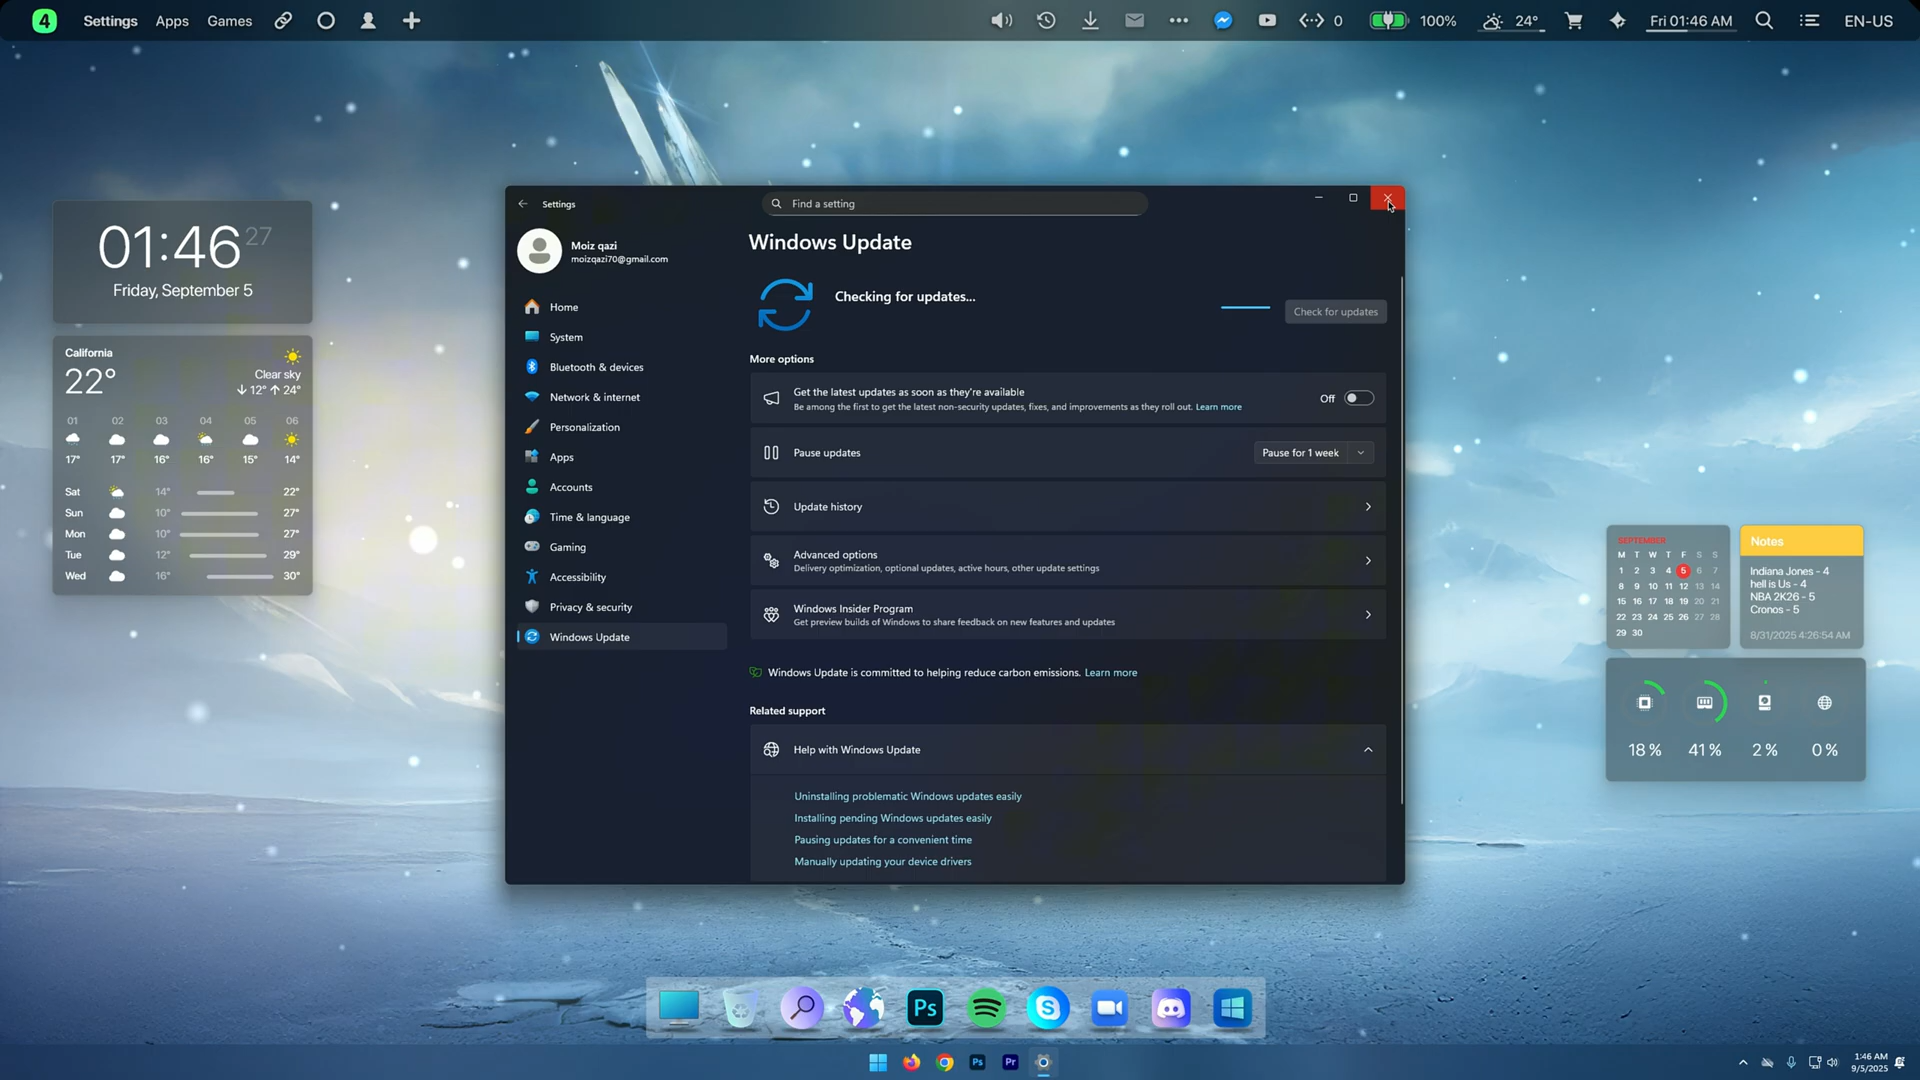 4 Settings Apps Games
0 100% 24° Fri 01:46 AM EN-US
01:46 27
Friday, September 5
California
22°
Clear sky
12° 24°
01 02 03 04 05 06
17° 17° 16° 16° 15° 14°
Sat 14° 22°
Sun 10° 27°
Mon 10° 27°
Tue 12° 29°
Wed 16° 30°
Settings
Find a setting
Moiz qazi
moizqazi70@gmail.com
Home
System
Bluetooth & devices
Network & internet
Personalization
Apps
Accounts
Time & language
Gaming
Accessibility
Privacy & security
Windows Update
Windows Update
Checking for updates...
Check for updates
More options
Get the latest updates as soon as they're available
Be among the first to get the latest non-security updates, fixes, and improvements as they roll out. Learn more
Off
Pause updates
Pause for 1 week
Update history
Advanced options
Delivery optimization, optional updates, active hours, other update settings
Windows Insider Program
Get preview builds of Windows to share feedback on new features and updates
Windows Update is committed to helping reduce carbon emissions. Learn more
Related support
Help with Windows Update
Uninstalling problematic Windows updates easily
Installing pending Windows updates easily
Pausing updates for a convenient time
Manually updating your device drivers
SEPTEMBER
M T W T F S S
1 2 3 4 5 6 7
8 9 10 11 12 13 14
15 16 17 18 19 20 21
22 23 24 25 26 27 28
29 30
Notes
Indiana Jones - 4
hell is Us - 4
NBA 2K26 - 5
Cronos - 5
8/31/2025 4:26:54 AM
18% 41% 2% 0%
Ps
S
Ps Pr
1:46 AM
9/5/2025